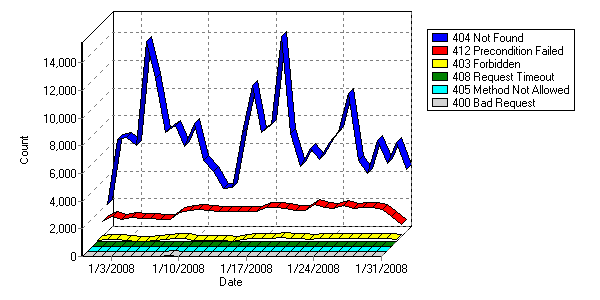 14,000
12,000
10,000
8,000
6,000
4,000
2,000
0
Count
1/3/2008 1/10/2008 1/17/2008 1/24/2008 1/31/2008
Date
404 Not Found
412 Precondition Failed
403 Forbidden
408 Request Timeout
405 Method Not Allowed
400 Bad Request